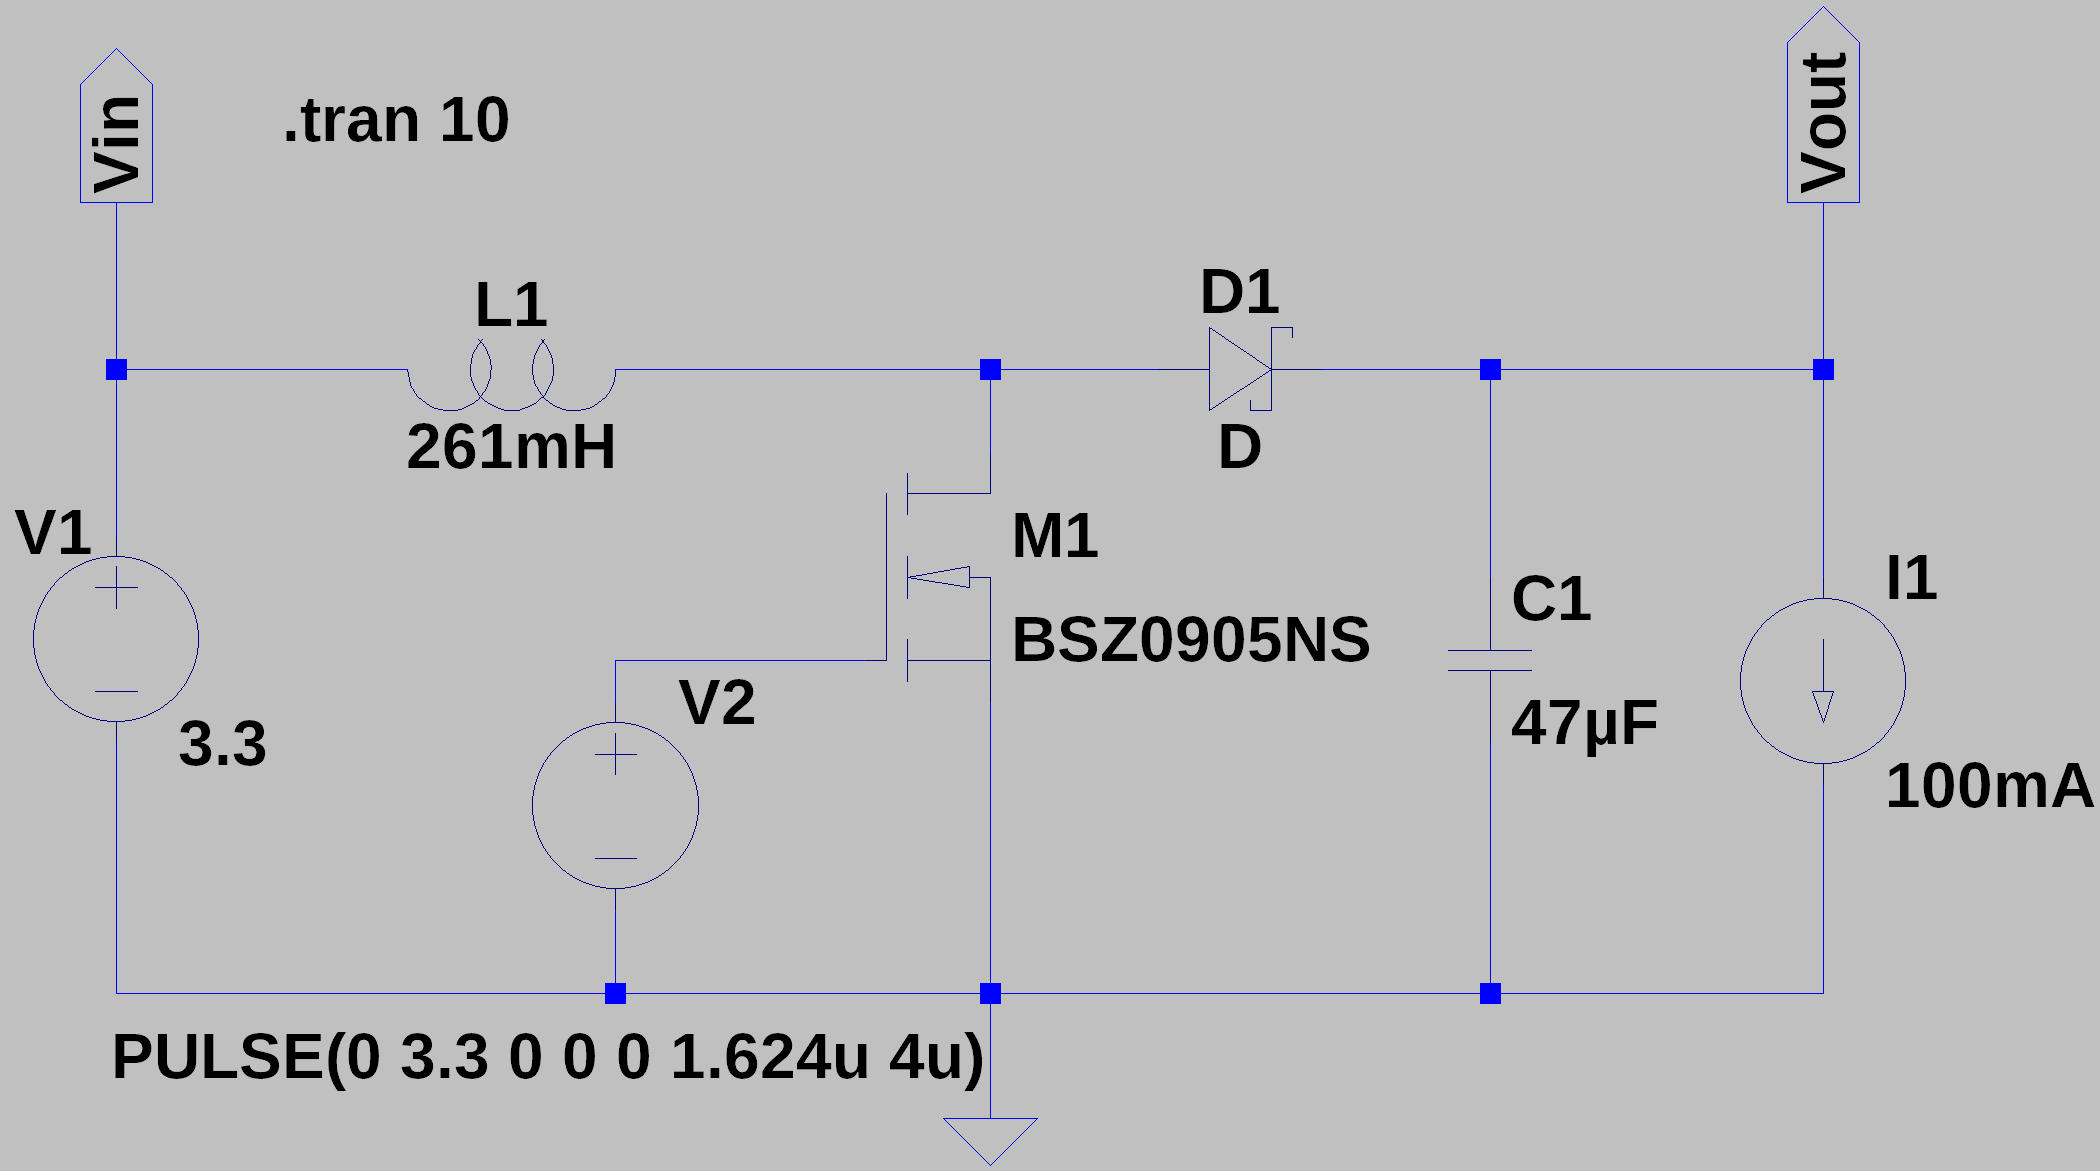 Vin
.tran 10
Vout
L1
261mH
D1
D
V1
3.3
M1
BSZ0905NS
V2
C1
47µF
I1
100mA
PULSE(0 3.3 0 0 0 1.624u 4u)